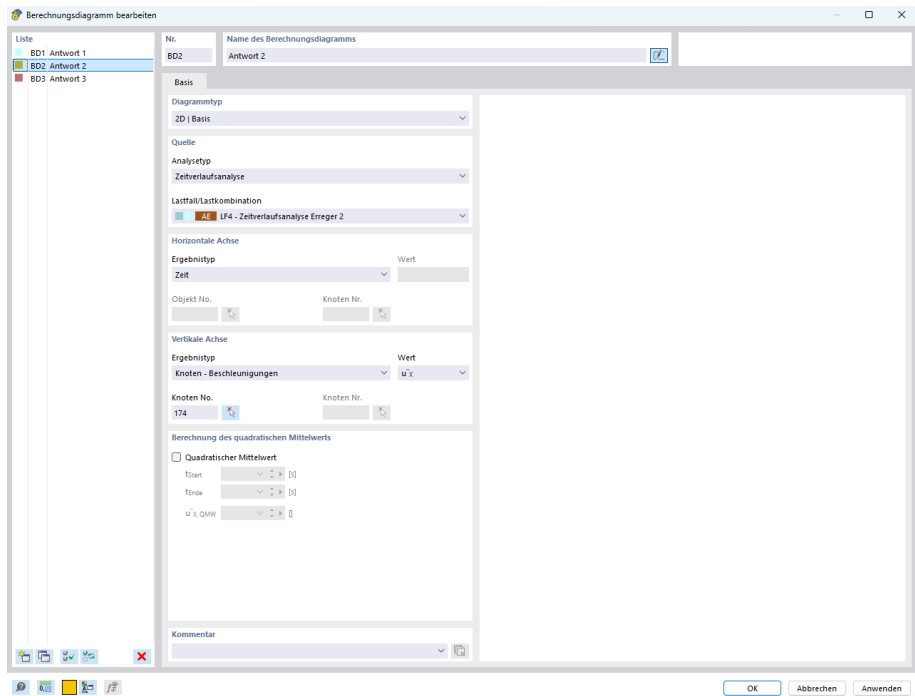 Berechnungsdiagramm bearbeiten
Liste
BD1 Antwort 1
BD2 Antwort 2
BD3 Antwort 3
Nr.
BD2
Name des Berechnungsdiagramms
Antwort 2
Basis
Diagrammtyp
2D | Basis
Quelle
Analysetyp
Zeitverlaufsanalyse
Lastfall/Lastkombination
AE LF4 - Zeitverlaufsanalyse Erreger 2
Horizontale Achse
Ergebnistyp Wert
Zeit
Objekt No. Knoten Nr.
Vertikale Achse
Ergebnistyp Wert
Knoten - Beschleunigungen u¨X
Knoten No. Knoten Nr.
174
Berechnung des quadratischen Mittelwerts
Quadratischer Mittelwert
tStart [s]
tEnde [s]
u¨X, QMW []
Kommentar
OK Abbrechen Anwenden